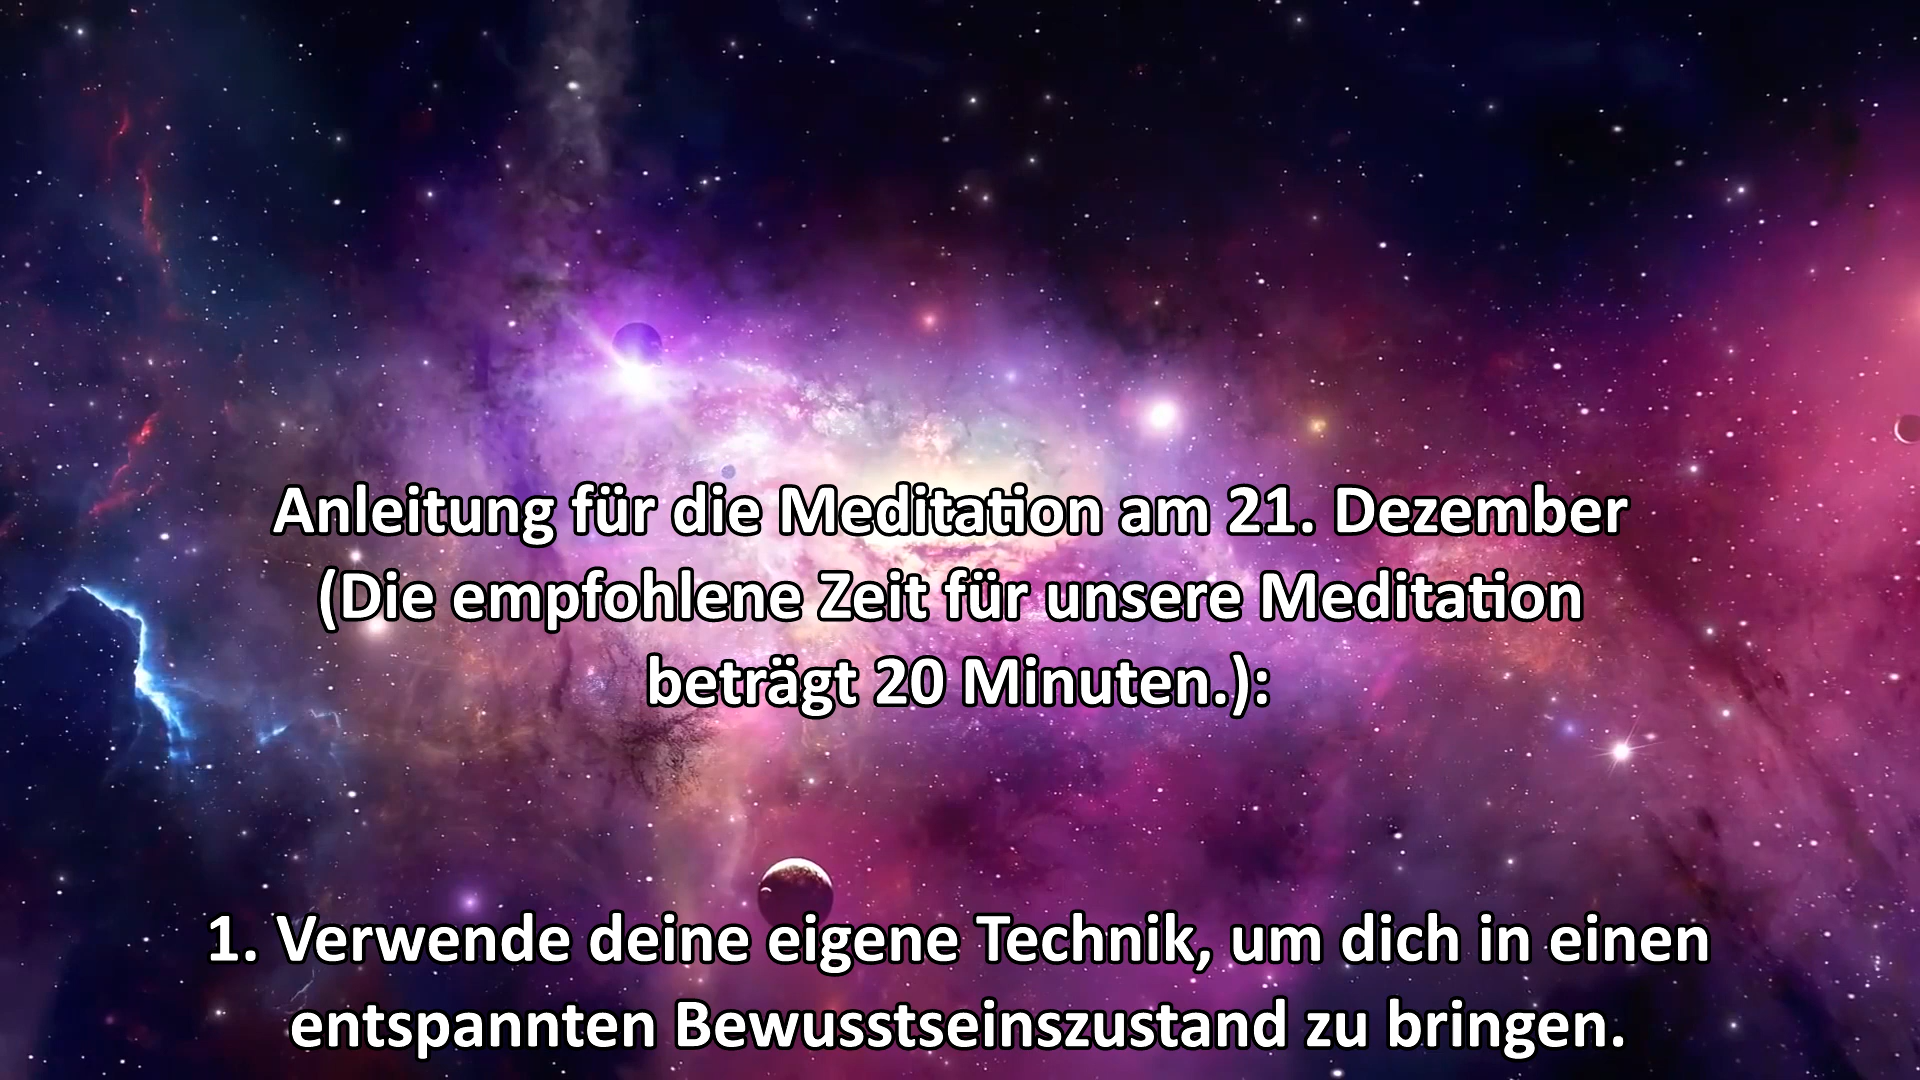 Anleitung für die Meditation am 21. Dezember
(Die empfohlene Zeit für unsere Meditation
beträgt 20 Minuten.):
1. Verwende deine eigene Technik, um dich in einen
entspannten Bewusstseinszustand zu bringen.